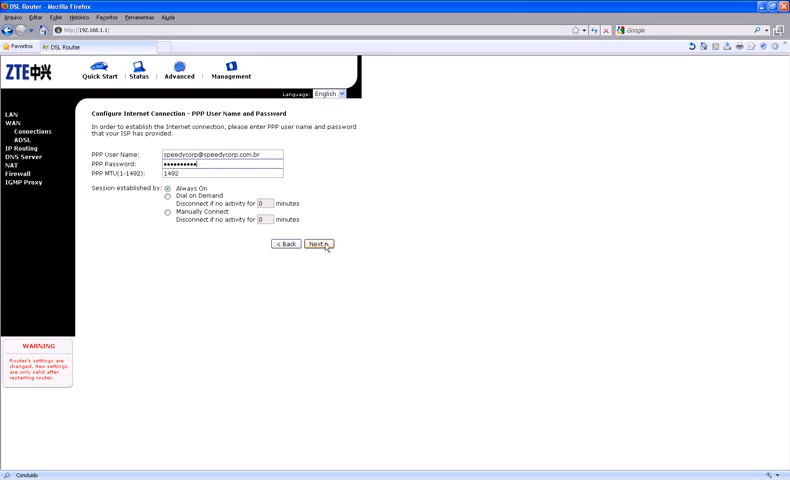 DSL Router - Mozilla Firefox
Arquivo Editar Exibir Histórico Favoritos Ferramentas Ajuda
http://192.168.1.1/
Google
Favoritos DSL Router
ZTE中兴
Quick Start Status Advanced Management
Language: English
LAN
WAN
Connections
ADSL
IP Routing
DNS Server
NAT
Firewall
IGMP Proxy
Configure Internet Connection - PPP User Name and Password
In order to establish the Internet connection, please enter PPP user name and password
that your ISP has provided.
PPP User Name: speedycorp@speedycorp.com.br
PPP Password: ••••••••••
PPP MTU(1-1492): 1492
Session established by: Always On
Dial on Demand
Disconnect if no activity for 0 minutes
Manually Connect
Disconnect if no activity for 0 minutes
< Back Next >
WARNING
Router's settings are
changed. New settings
are only valid after
restarting router.
Concluído